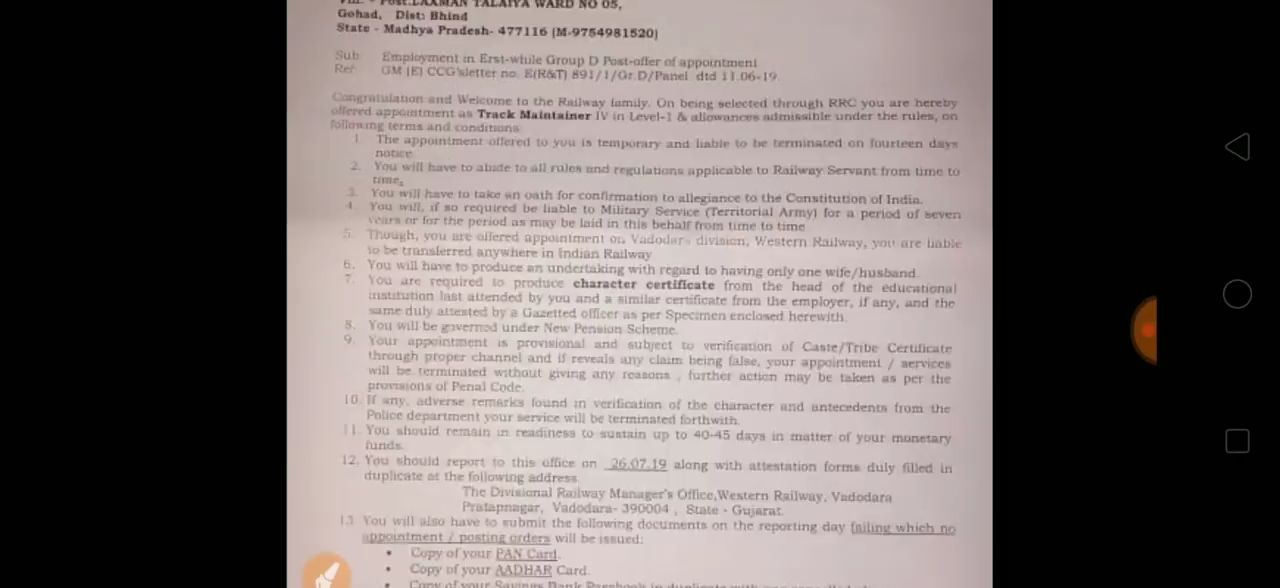 Vill. - Post.LAXMAN TALAIYA WARD NO 05,
Gohad, Dist: Bhind
State - Madhya Pradesh- 477116 (M-9754981520)
Sub Employment in Erst-while Group D Post-offer of appointment
Ref: GM (E) CCG'sletter no. E(R&T) 891/1/Gr.D/Panel dtd 11.06-19.
Congratulation and Welcome to the Railway family. On being selected through RRC you are hereby
offered appointment as Track Maintainer IV in Level-1 & allowances admissible under the rules, on
following terms and conditions
1. The appointment offered to you is temporary and liable to be terminated on fourteen days
notice
2. You will have to abide to all rules and regulations applicable to Railway Servant from time to
time.
3. You will have to take an oath for confirmation to allegiance to the Constitution of India.
4. You will, if so required be liable to Military Service (Territorial Army) for a period of seven
years or for the period as may be laid in this behalf from time to time
5. Though, you are offered appointment on Vadodara division, Western Railway, you are liable
to be transferred anywhere in Indian Railway
6. You will have to produce an undertaking with regard to having only one wife/husband.
7. You are required to produce character certificate from the head of the educational
institution last attended by you and a similar certificate from the employer, if any, and the
same duly attested by a Gazetted officer as per Specimen enclosed herewith.
8. You will be governed under New Pension Scheme.
9. Your appointment is provisional and subject to verification of Caste/Tribe Certificate
through proper channel and if reveals any claim being false, your appointment / services
will be terminated without giving any reasons , further action may be taken as per the
provisions of Penal Code.
10. If any, adverse remarks found in verification of the character and antecedents from the
Police department your service will be terminated forthwith.
11. You should remain in readiness to sustain up to 40-45 days in matter of your monetary
funds.
12. You should report to this office on 26.07.19 along with attestation forms duly filled in
duplicate at the following address
The Divisional Railway Manager's Office,Western Railway, Vadodara
Pratapnagar, Vadodara- 390004 , State - Gujarat.
13. You will also have to submit the following documents on the reporting day failing which no
appointment / posting orders will be issued:
• Copy of your PAN Card.
• Copy of your AADHAR Card.
• Copy of your Savings Bank Passbook in duplicate with one cancelled